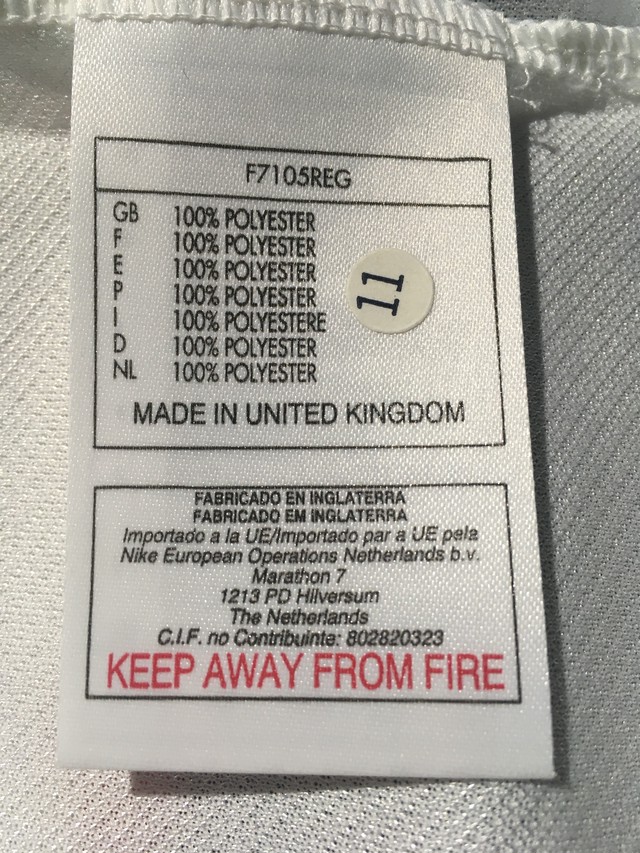 F7105REG
GB 100% POLYESTER
F 100% POLYESTER
E 100% POLYESTER
P 100% POLYESTER
I 100% POLYESTERE
D 100% POLYESTER
NL 100% POLYESTER
11
MADE IN UNITED KINGDOM
FABRICADO EN INGLATERRA
FABRICADO EM INGLATERRA
Importado a la UE/Importado par a UE pela
Nike European Operations Netherlands b.v.
Marathon 7
1213 PD Hilversum
The Netherlands
C.I.F. no Contribuinte: 802820323
KEEP AWAY FROM FIRE